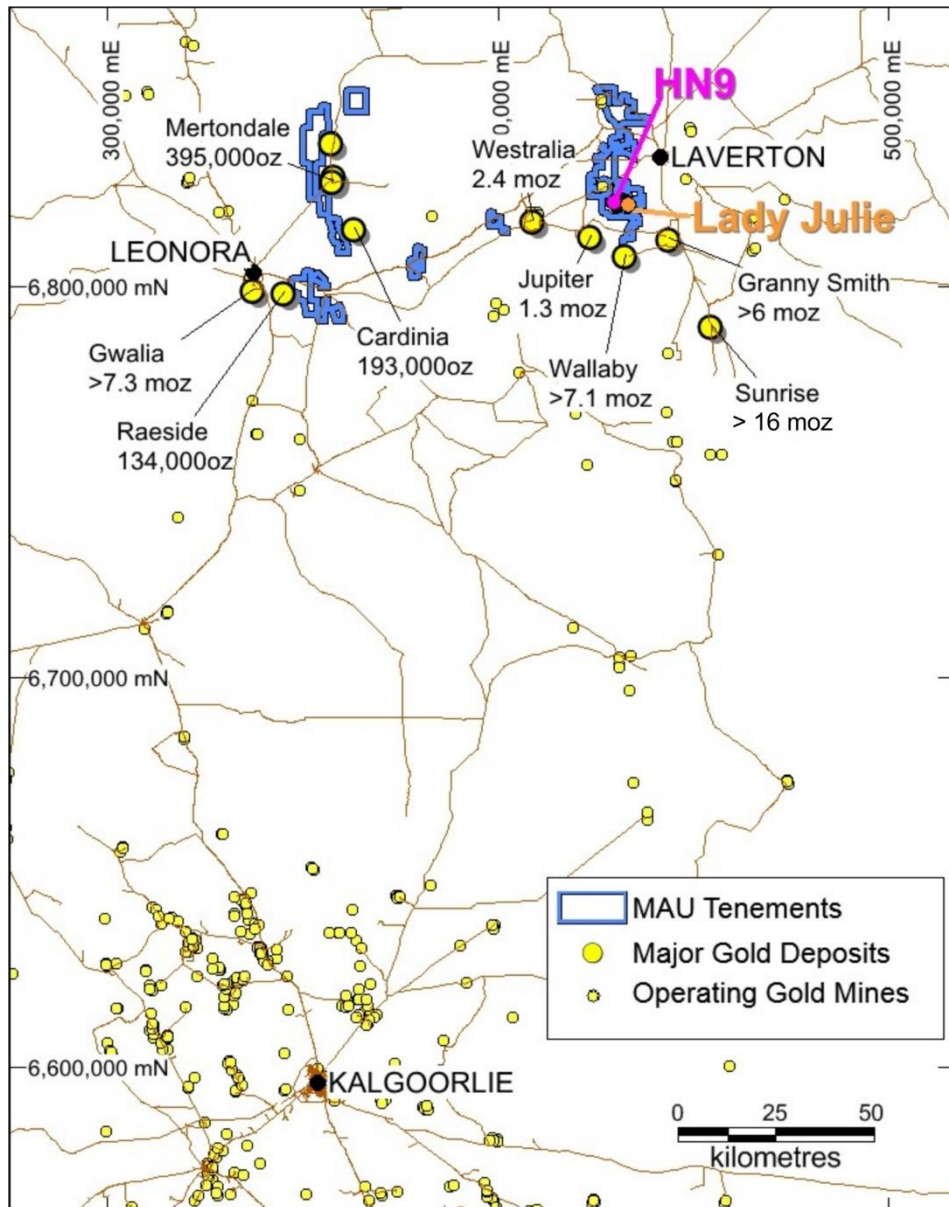 300,000 mE
0,000 mE
500,000 mE
HN9
Mertondale
395,000oz
Westralia
2.4 moz
LAVERTON
Lady Julie
LEONORA
6,800,000 mN
Jupiter
1.3 moz
Granny Smith
>6 moz
Gwalia
>7.3 moz
Cardinia
193,000oz
Wallaby
>7.1 moz
Sunrise
> 16 moz
Raeside
134,000oz
6,700,000 mN
MAU Tenements
Major Gold Deposits
Operating Gold Mines
6,600,000 mN
KALGOORLIE
0 25 50
kilometres